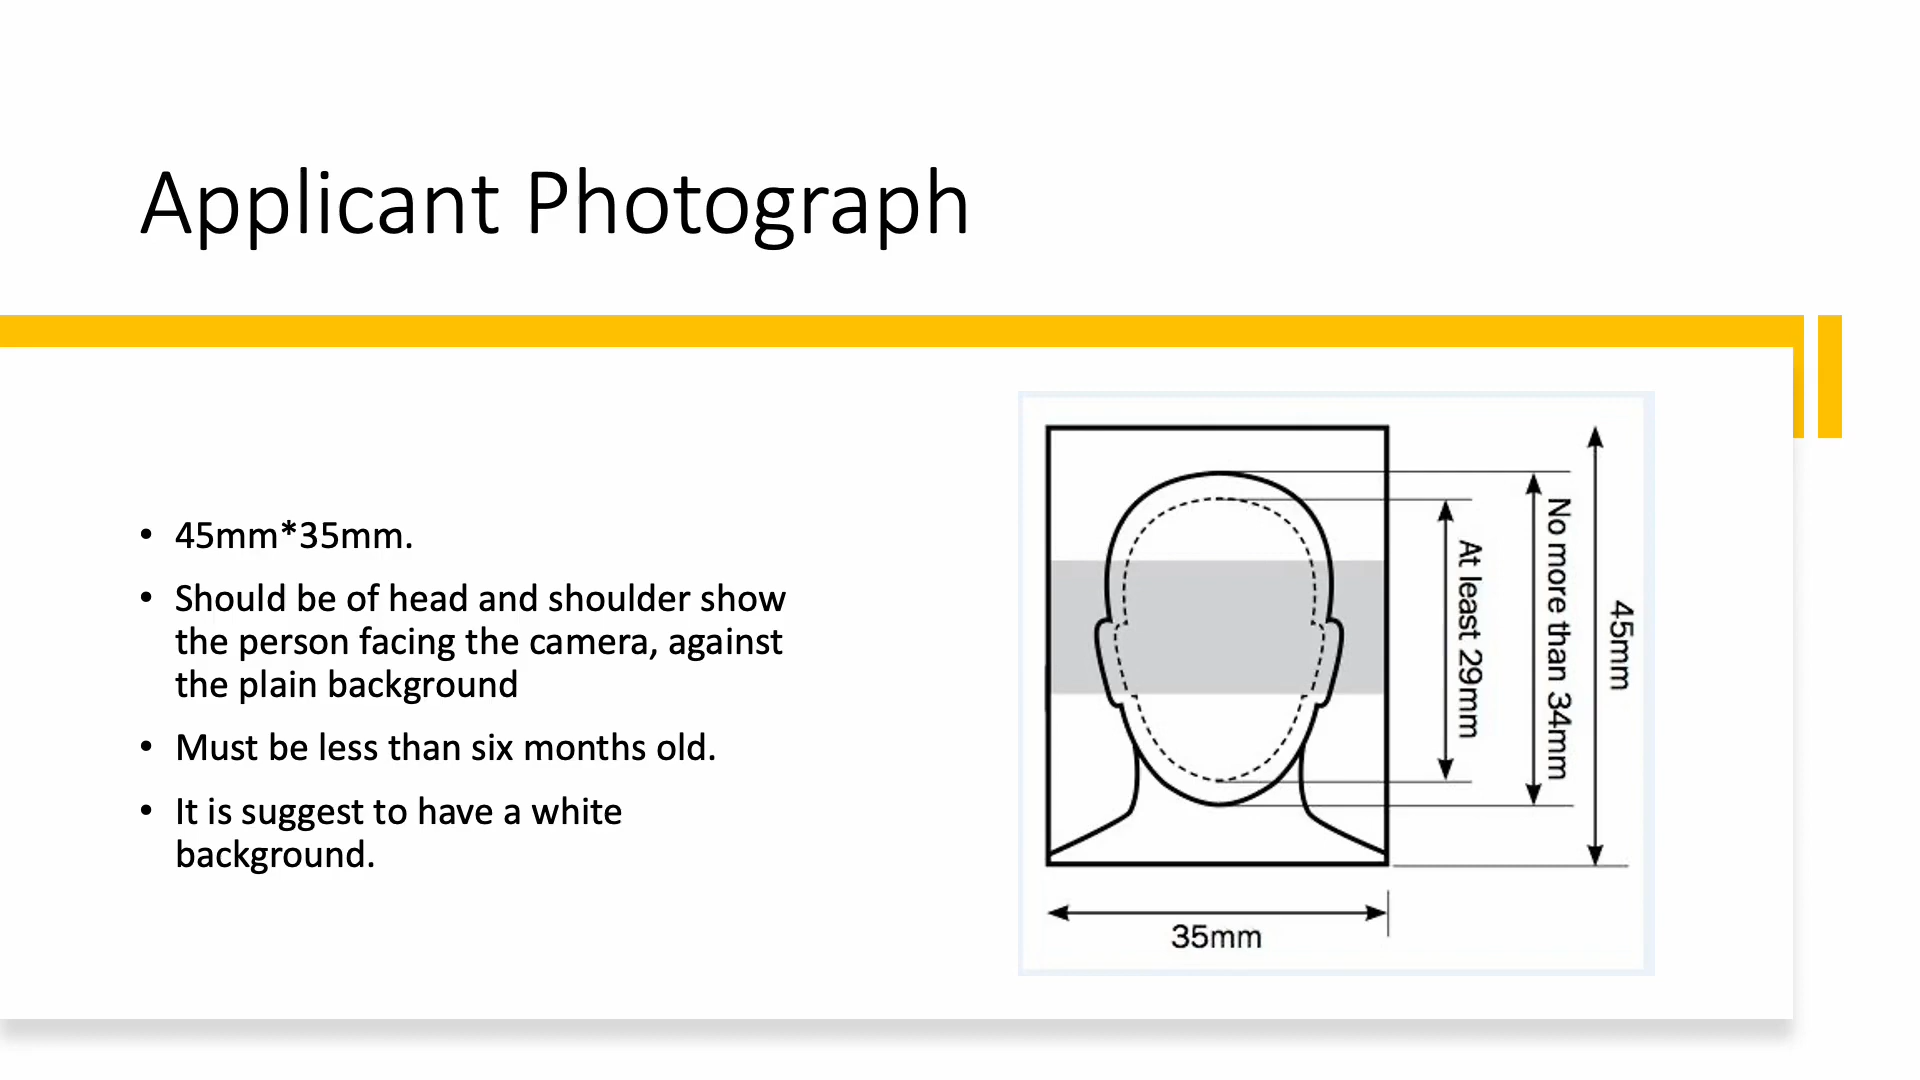 Applicant Photograph
• 45mm*35mm.
• Should be of head and shoulder show
the person facing the camera, against
the plain background
• Must be less than six months old.
• It is suggest to have a white
background.
At least 29mm
No more than 34mm
45mm
35mm